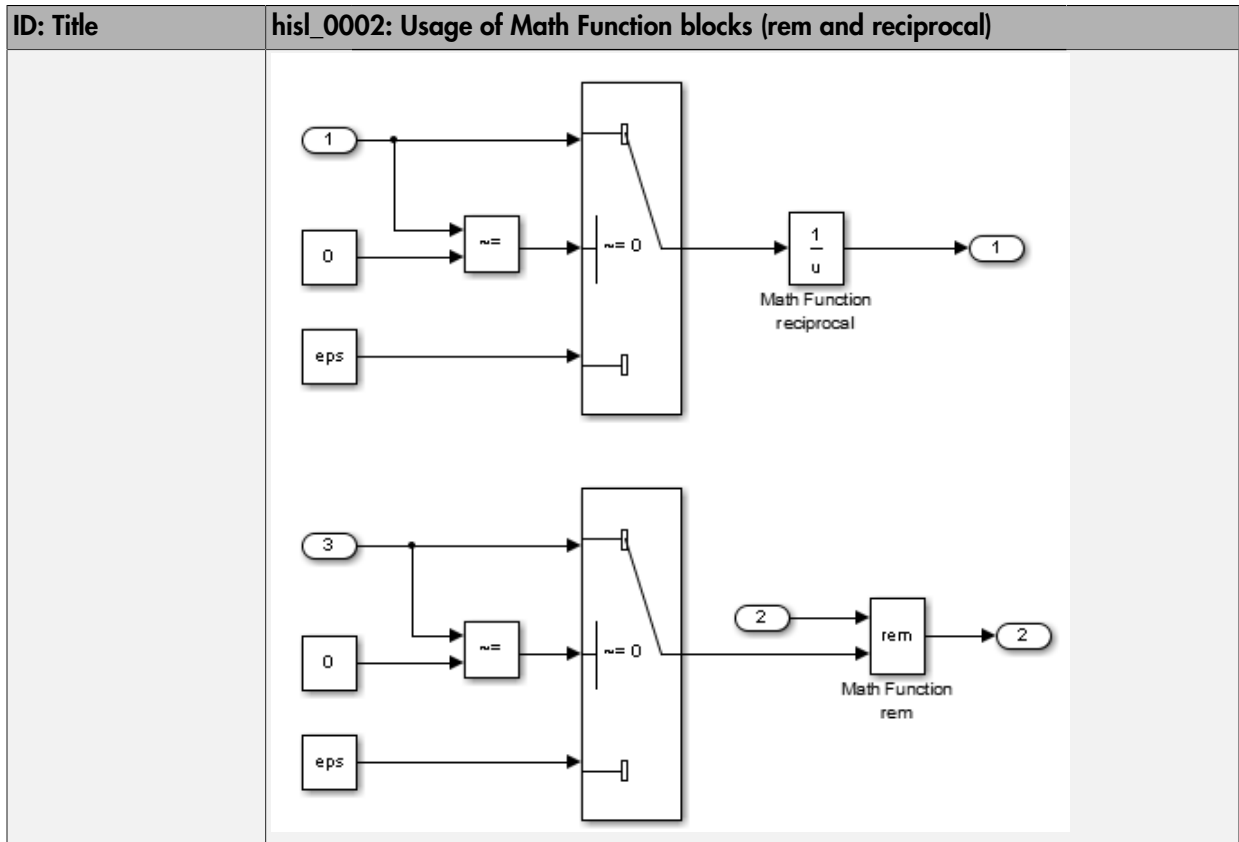 ID: Title hisl_0002: Usage of Math Function blocks (rem and reciprocal)
1
0
~=
~= 0
1
u
1
Math Function
reciprocal
eps
3
0
~=
~= 0
2
rem
2
Math Function
rem
eps